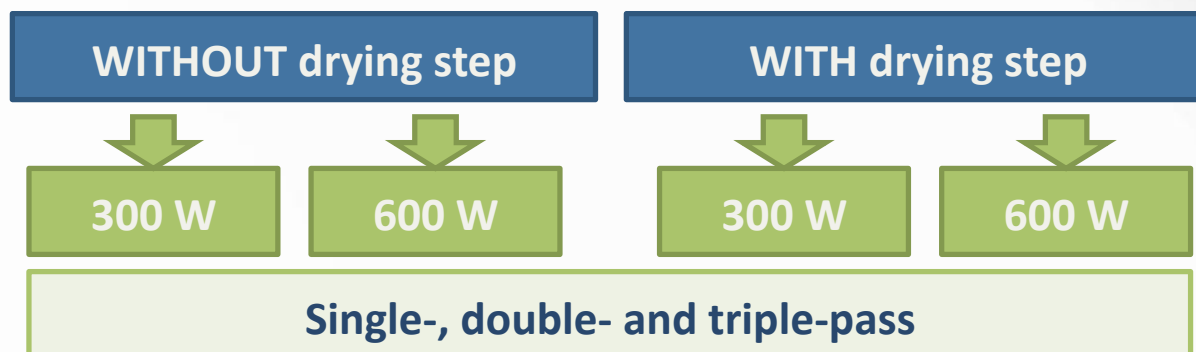 WITHOUT drying step
WITH drying step
300 W
600 W
300 W
600 W
Single-, double- and triple-pass